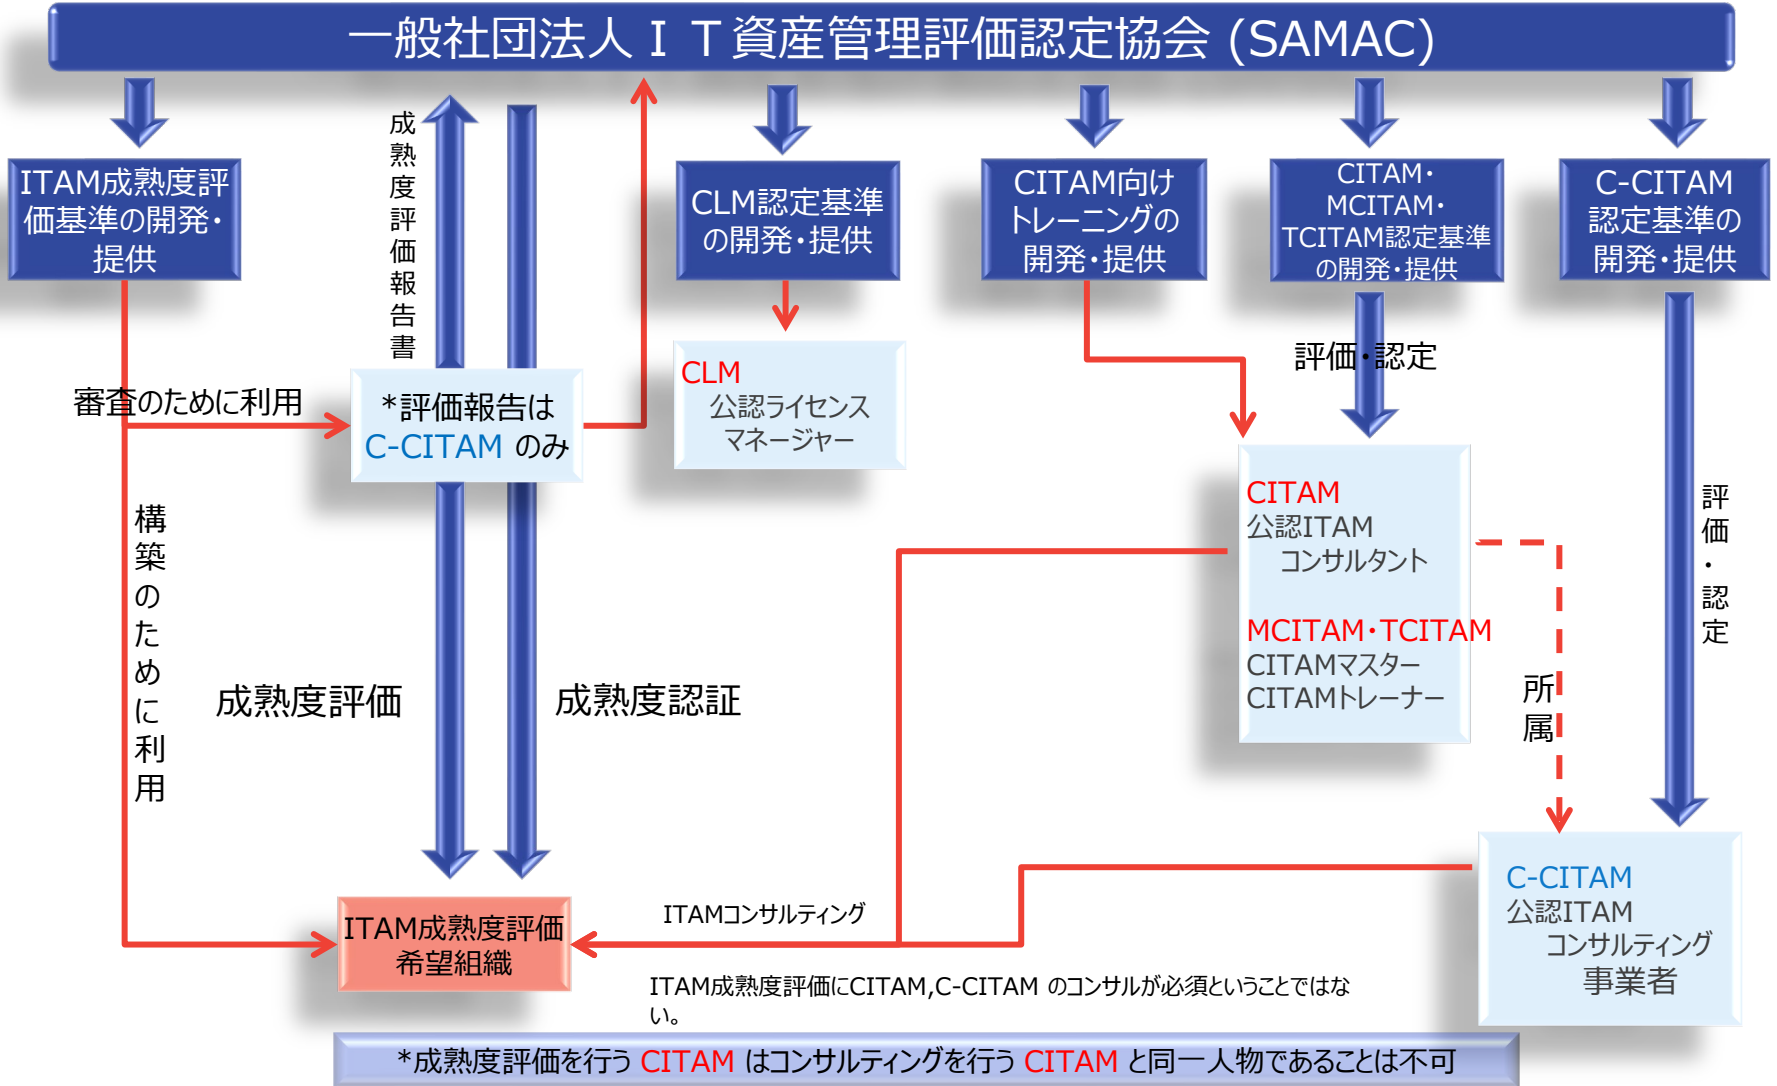 一般社団法人ＩＴ資産管理評価認定協会 (SAMAC)
ITAM成熟度評
価基準の開発・
提供
成熟度評価報告書
CLM認定基準
の開発・提供
CITAM向け
トレーニングの
開発・提供
CITAM・
MCITAM・
TCITAM認定基準
の開発・提供
C-CITAM
認定基準の
開発・提供
審査のために利用
*評価報告は
C-CITAM のみ
CLM
公認ライセンス
マネージャー
評価・認定
CITAM
公認ITAM
コンサルタント
MCITAM・TCITAM
CITAMマスター
CITAMトレーナー
評価・認定
構築のために利用
成熟度評価
成熟度認証
所属
ITAM成熟度評価
希望組織
ITAMコンサルティング
C-CITAM
公認ITAM
コンサルティング
事業者
ITAM成熟度評価にCITAM,C-CITAM のコンサルが必須ということではな
い。
*成熟度評価を行う CITAM はコンサルティングを行う CITAM と同一人物であることは不可